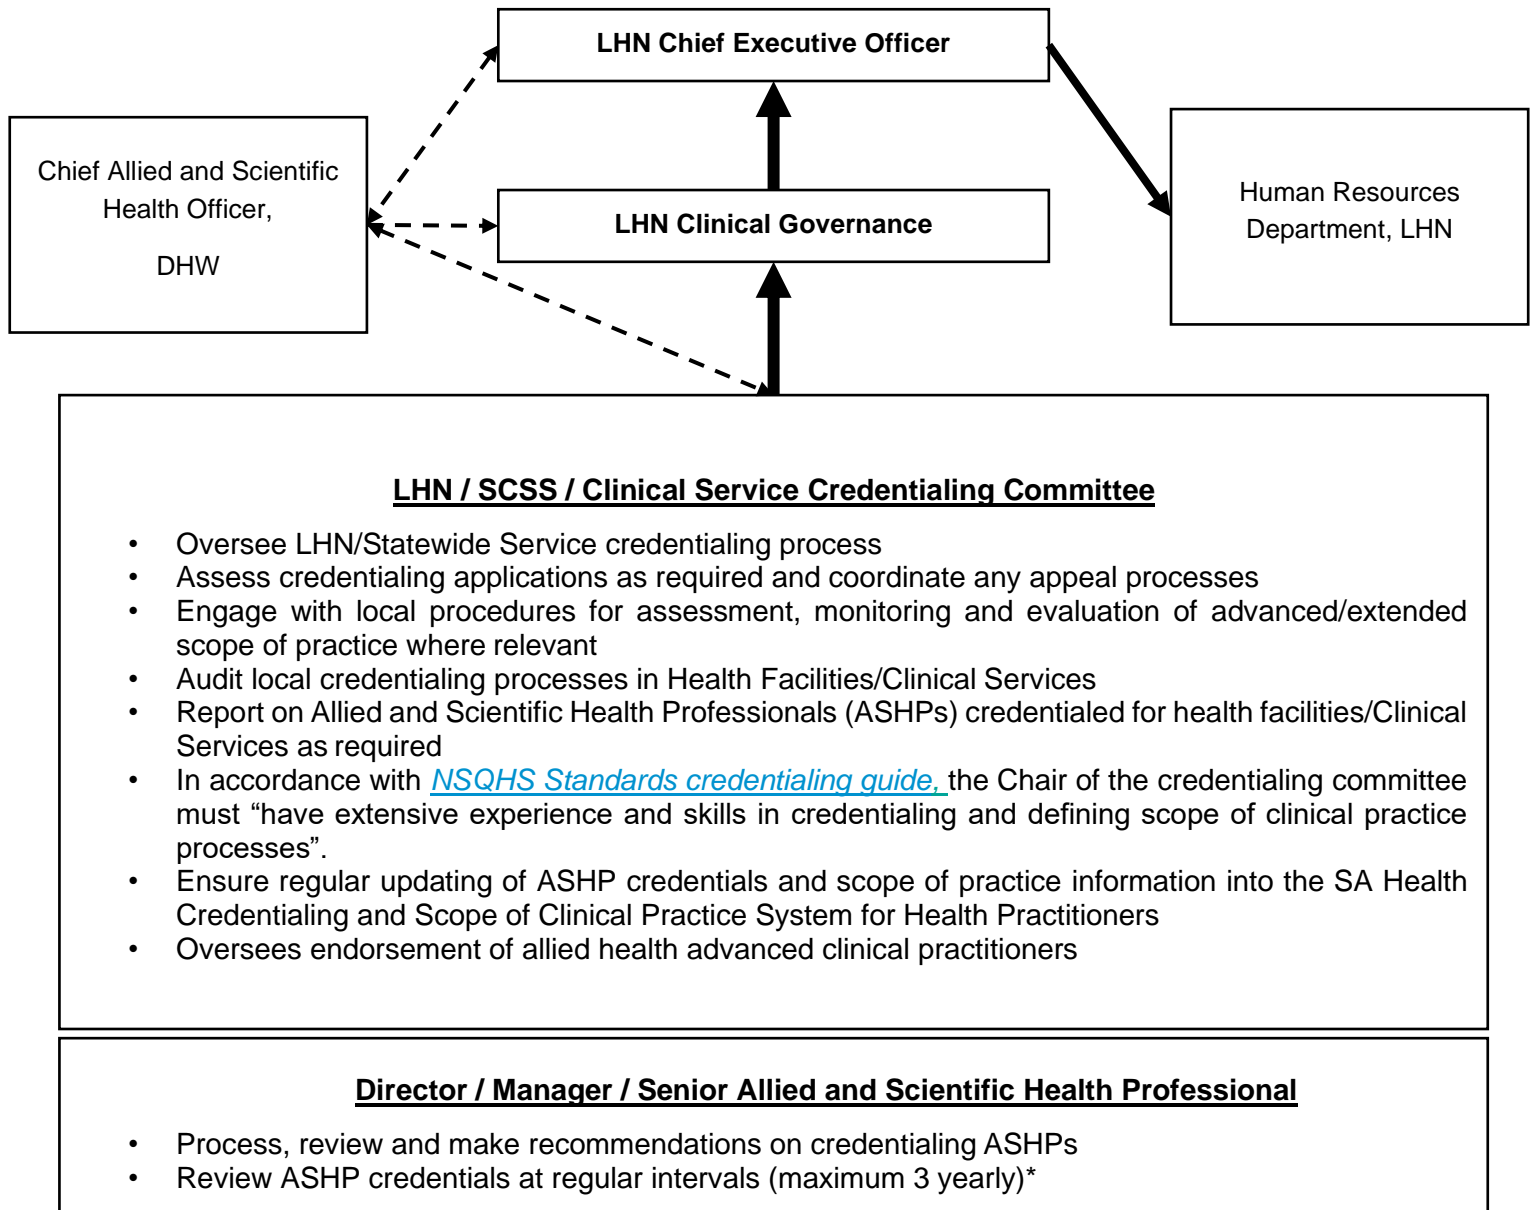 LHN Chief Executive Officer
Chief Allied and Scientific
Health Officer,
DHW
LHN Clinical Governance
Human Resources
Department, LHN
LHN / SCSS / Clinical Service Credentialing Committee
• Oversee LHN/Statewide Service credentialing process
• Assess credentialing applications as required and coordinate any appeal processes
• Engage with local procedures for assessment, monitoring and evaluation of advanced/extended
scope of practice where relevant
• Audit local credentialing processes in Health Facilities/Clinical Services
• Report on Allied and Scientific Health Professionals (ASHPs) credentialed for health facilities/Clinical
Services as required
• In accordance with NSQHS Standards credentialing guide, the Chair of the credentialing committee
must “have extensive experience and skills in credentialing and defining scope of clinical practice
processes”.
• Ensure regular updating of ASHP credentials and scope of practice information into the SA Health
Credentialing and Scope of Clinical Practice System for Health Practitioners
• Oversees endorsement of allied health advanced clinical practitioners
Director / Manager / Senior Allied and Scientific Health Professional
• Process, review and make recommendations on credentialing ASHPs
• Review ASHP credentials at regular intervals (maximum 3 yearly)*